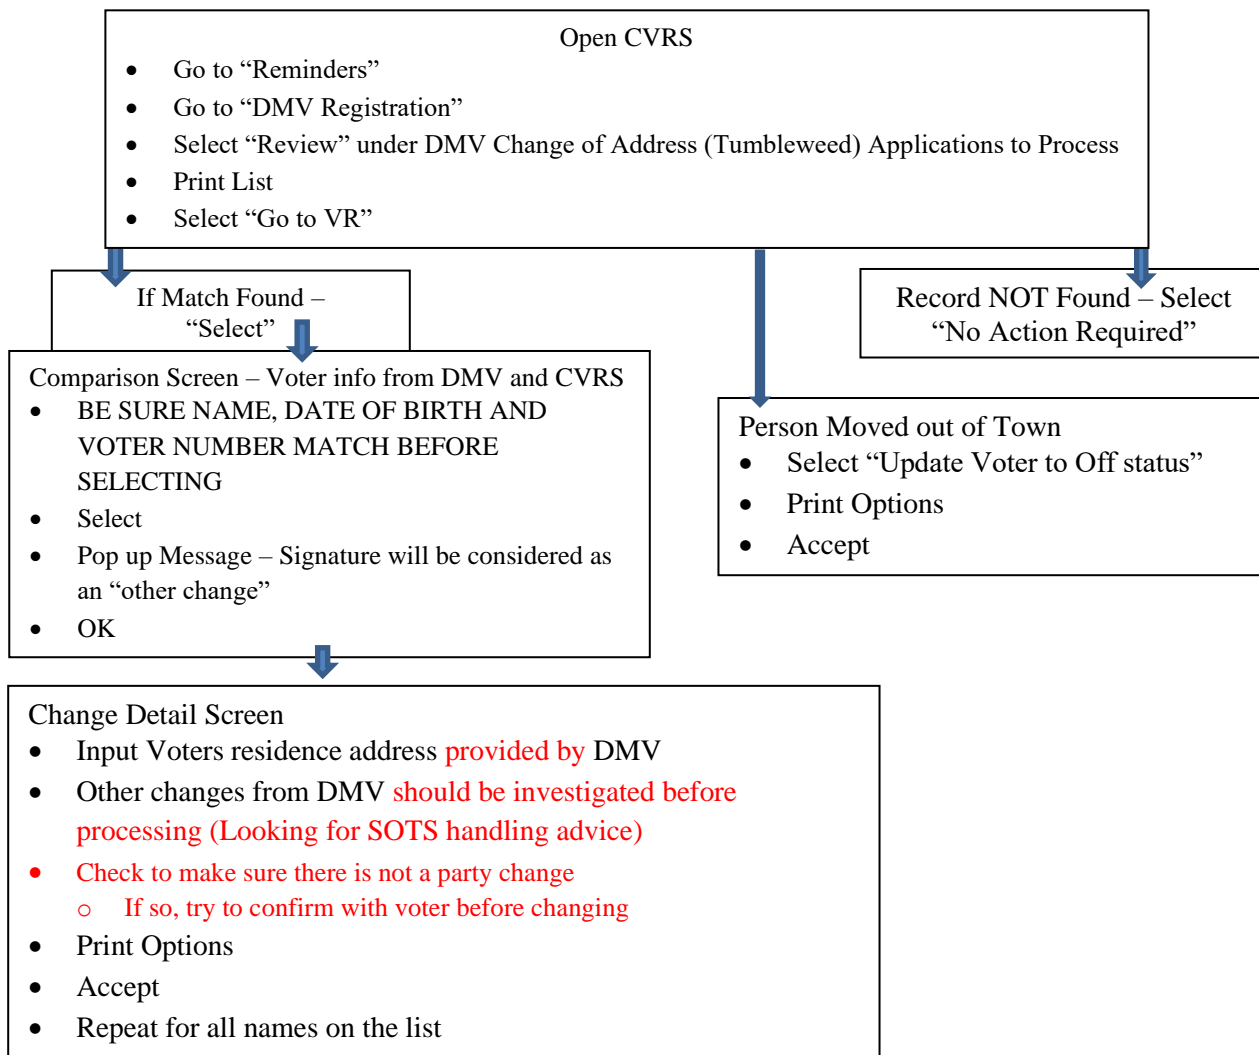 Open CVRS
• Go to “Reminders”
• Go to “DMV Registration”
• Select “Review” under DMV Change of Address (Tumbleweed) Applications to Process
• Print List
• Select “Go to VR”
If Match Found –
“Select”
Record NOT Found – Select
“No Action Required”
Comparison Screen – Voter info from DMV and CVRS
• BE SURE NAME, DATE OF BIRTH AND
VOTER NUMBER MATCH BEFORE
SELECTING
• Select
• Pop up Message – Signature will be considered as
an “other change”
• OK
Person Moved out of Town
• Select “Update Voter to Off status”
• Print Options
• Accept
Change Detail Screen
• Input Voters residence address provided by DMV
• Other changes from DMV should be investigated before
processing (Looking for SOTS handling advice)
• Check to make sure there is not a party change
o If so, try to confirm with voter before changing
• Print Options
• Accept
• Repeat for all names on the list